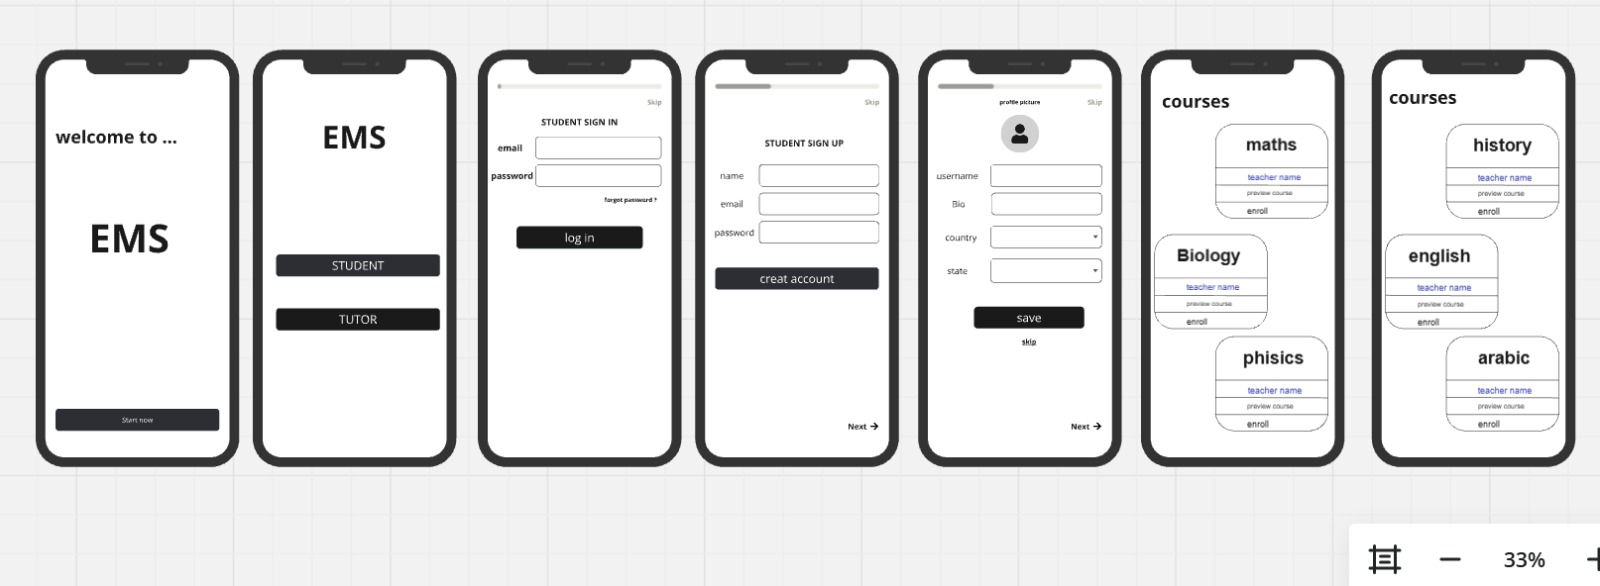 welcome to ...
EMS
Start now
EMS
STUDENT
TUTOR
Skip
STUDENT SIGN IN
email
password
forgot password ?
log in
Skip
STUDENT SIGN UP
name
email
password
creat account
Next →
profile picture
Skip
username
Bio
country
state
save
skip
Next →
courses
maths
teacher name
preview course
enroll
Biology
teacher name
preview course
enroll
phisics
teacher name
preview course
enroll
courses
history
teacher name
preview course
enroll
english
teacher name
preview course
enroll
arabic
teacher name
preview course
enroll
33%